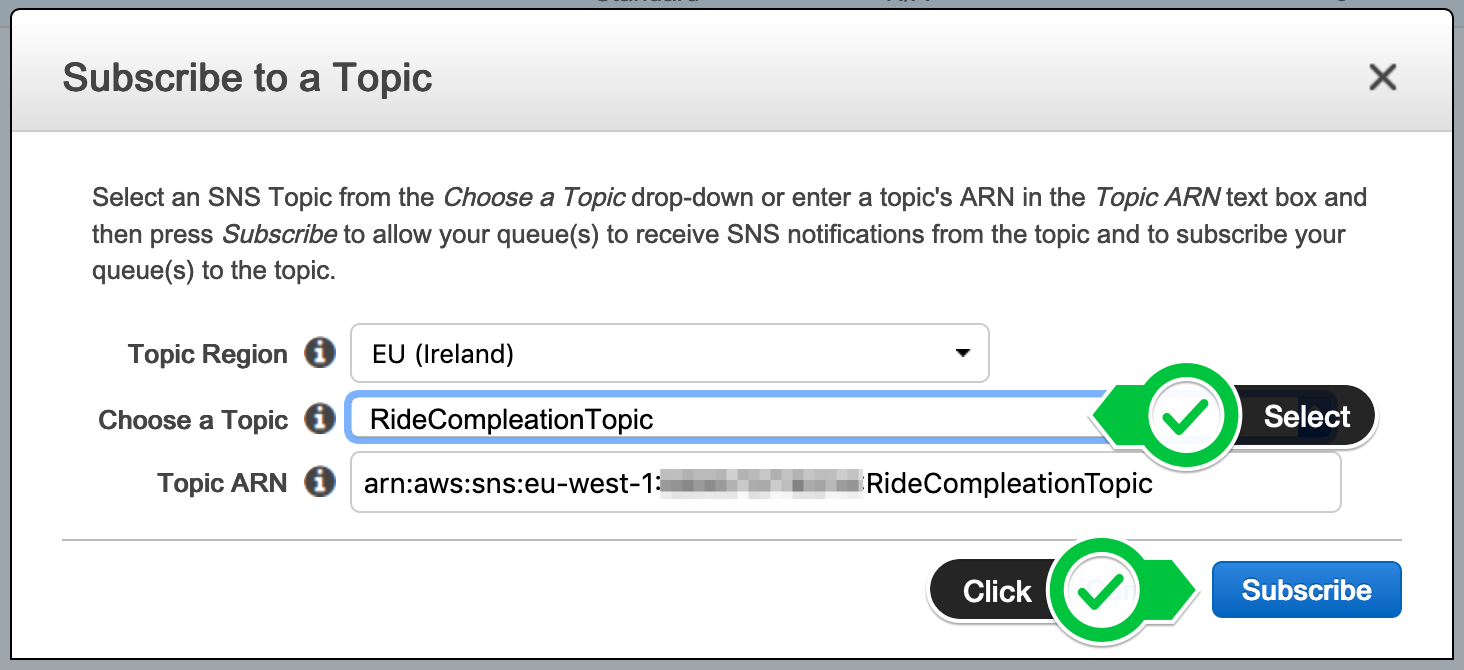 Subscribe to a Topic
Select an SNS Topic from the Choose a Topic drop-down or enter a topic's ARN in the Topic ARN text box and
then press Subscribe to allow your queue(s) to receive SNS notifications from the topic and to subscribe your
queue(s) to the topic.
Topic Region EU (Ireland)
Choose a Topic RideCompleationTopic Select
Topic ARN arn:aws:sns:eu-west-1: :RideCompleationTopic
Click Subscribe